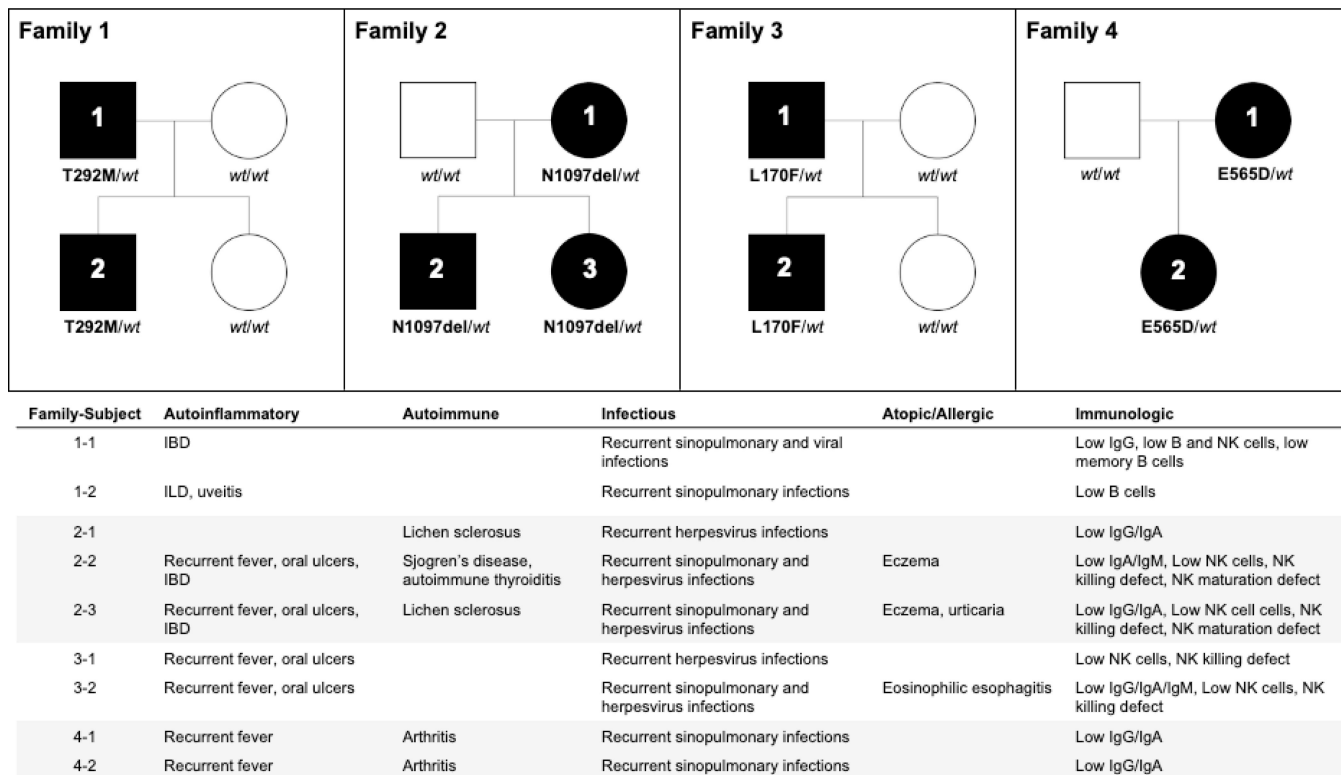 Family 1
Family 2
Family 3
Family 4
1
1
1
1
T292M/wt
wt/wt
wt/wt
N1097del/wt
L170F/wt
wt/wt
wt/wt
E565D/wt
2
2
3
2
2
T292M/wt
wt/wt
N1097del/wt
N1097del/wt
L170F/wt
wt/wt
E565D/wt
Family-Subject Autoinflammatory Autoimmune Infectious Atopic/Allergic Immunologic
1-1 IBD Recurrent sinopulmonary and viral Low IgG, low B and NK cells, low
infections memory B cells
1-2 ILD, uveitis Recurrent sinopulmonary infections Low B cells
2-1 Lichen sclerosus Recurrent herpesvirus infections Low IgG/IgA
2-2 Recurrent fever, oral ulcers, Sjogren's disease, Recurrent sinopulmonary and Eczema Low IgA/IgM, Low NK cells, NK
IBD autoimmune thyroiditis herpesvirus infections killing defect, NK maturation defect
2-3 Recurrent fever, oral ulcers, Lichen sclerosus Recurrent sinopulmonary and Eczema, urticaria Low IgG/IgA, Low NK cell cells, NK
IBD herpesvirus infections killing defect, NK maturation defect
3-1 Recurrent fever, oral ulcers Recurrent herpesvirus infections Low NK cells, NK killing defect
3-2 Recurrent fever, oral ulcers Recurrent sinopulmonary and Eosinophilic esophagitis Low IgG/IgA/IgM, Low NK cells, NK
herpesvirus infections killing defect
4-1 Recurrent fever Arthritis Recurrent sinopulmonary infections Low IgG/IgA
4-2 Recurrent fever Arthritis Recurrent sinopulmonary infections Low IgG/IgA